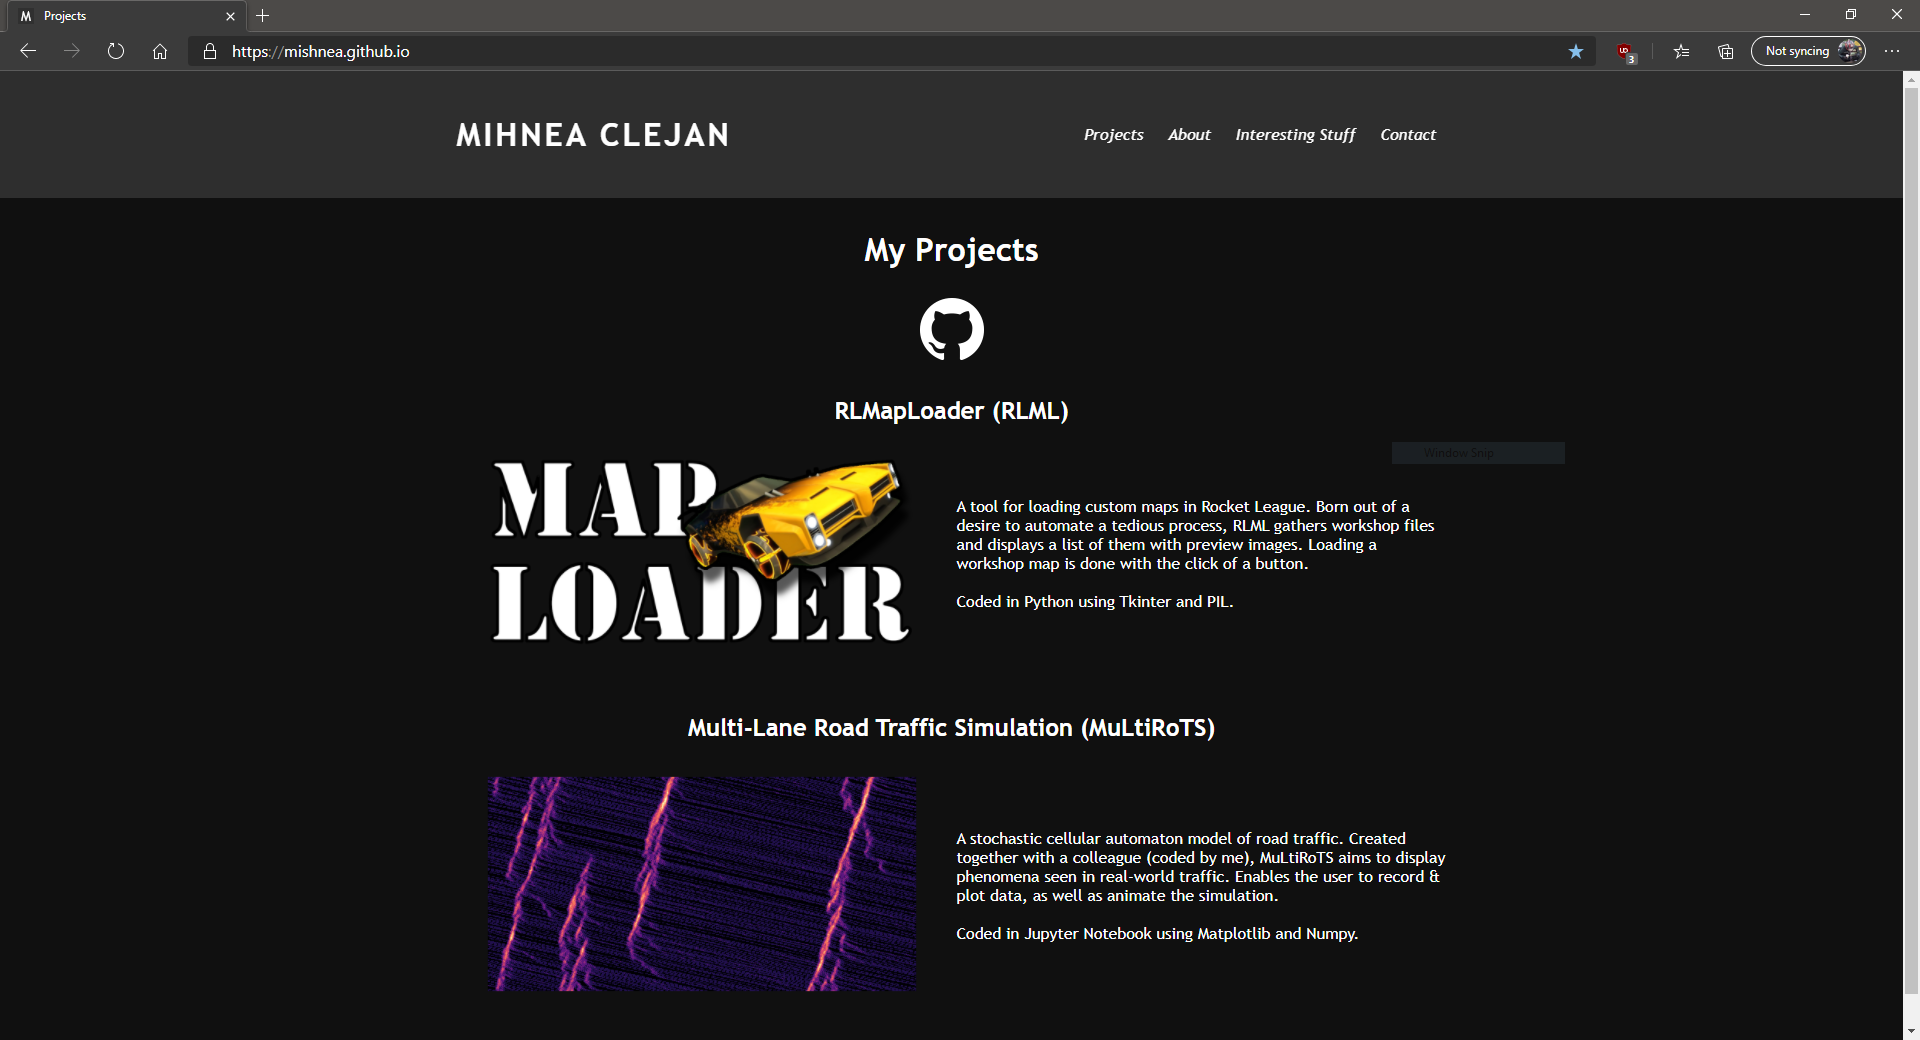 M Projects
https://mishnea.github.io
UD
3
Not syncing
MIHNEA CLEJAN
Projects About Interesting Stuff Contact
My Projects
RLMapLoader (RLML)
MAP
LOADER
Window Snip
A tool for loading custom maps in Rocket League. Born out of a
desire to automate a tedious process, RLML gathers workshop files
and displays a list of them with preview images. Loading a
workshop map is done with the click of a button.
Coded in Python using Tkinter and PIL.
Multi-Lane Road Traffic Simulation (MuLtiRoTS)
A stochastic cellular automaton model of road traffic. Created
together with a colleague (coded by me), MuLtiRoTS aims to display
phenomena seen in real-world traffic. Enables the user to record &
plot data, as well as animate the simulation.
Coded in Jupyter Notebook using Matplotlib and Numpy.